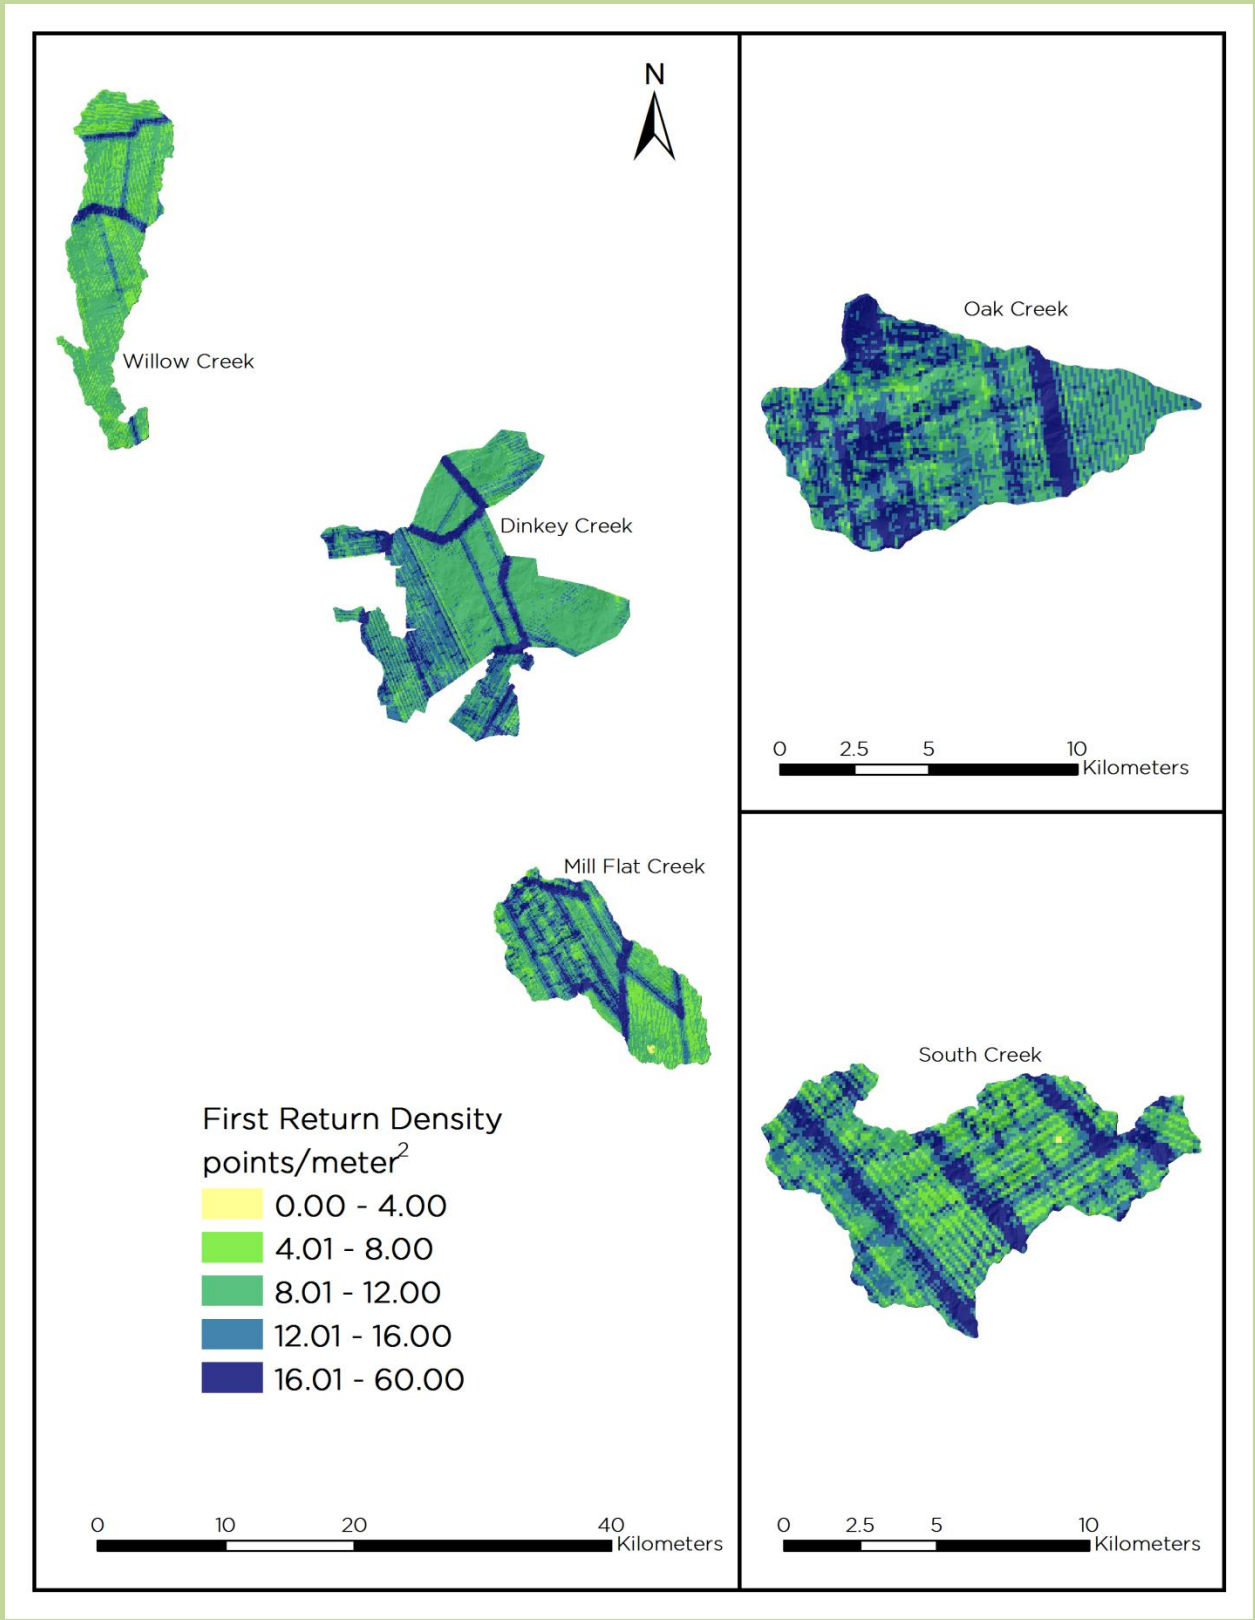 N
Willow Creek
Dinkey Creek
Mill Flat Creek
First Return Density
points/meter²
0.00 - 4.00
4.01 - 8.00
8.01 - 12.00
12.01 - 16.00
16.01 - 60.00
0 10 20 40
Kilometers
Oak Creek
0 2.5 5 10
Kilometers
South Creek
0 2.5 5 10
Kilometers